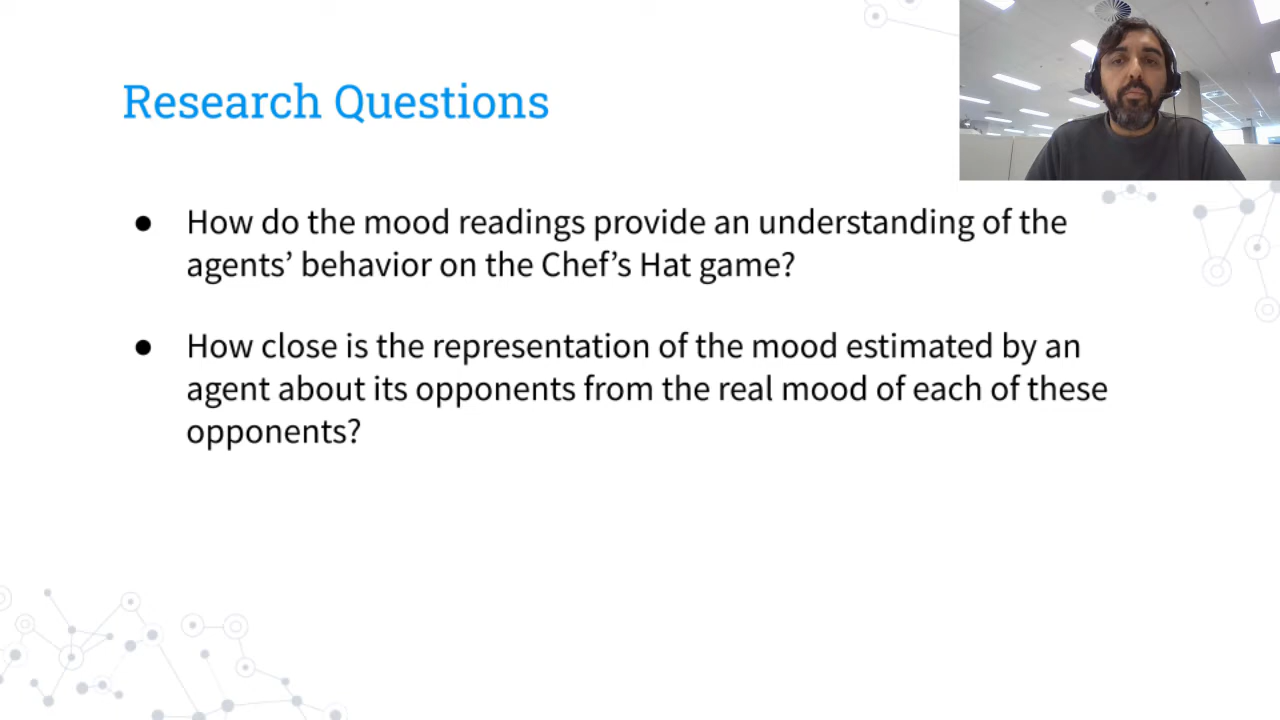 Research Questions
● How do the mood readings provide an understanding of the
agents’ behavior on the Chef’s Hat game?
● How close is the representation of the mood estimated by an
agent about its opponents from the real mood of each of these
opponents?